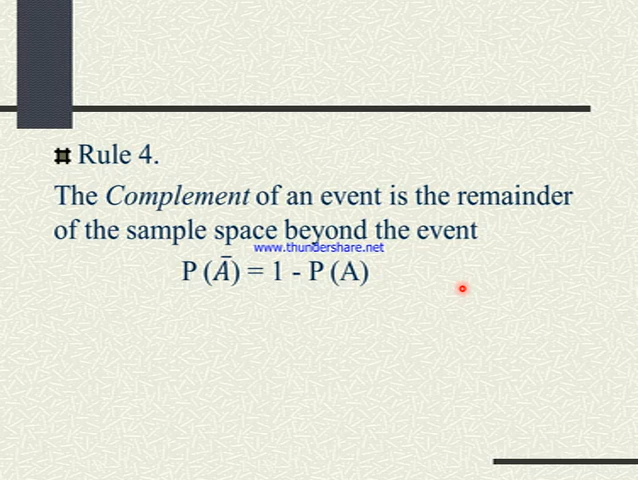 Rule 4.
The Complement of an event is the remainder
of the sample space beyond the event
www.thundershare.net
P (Ā) = 1 - P (A)